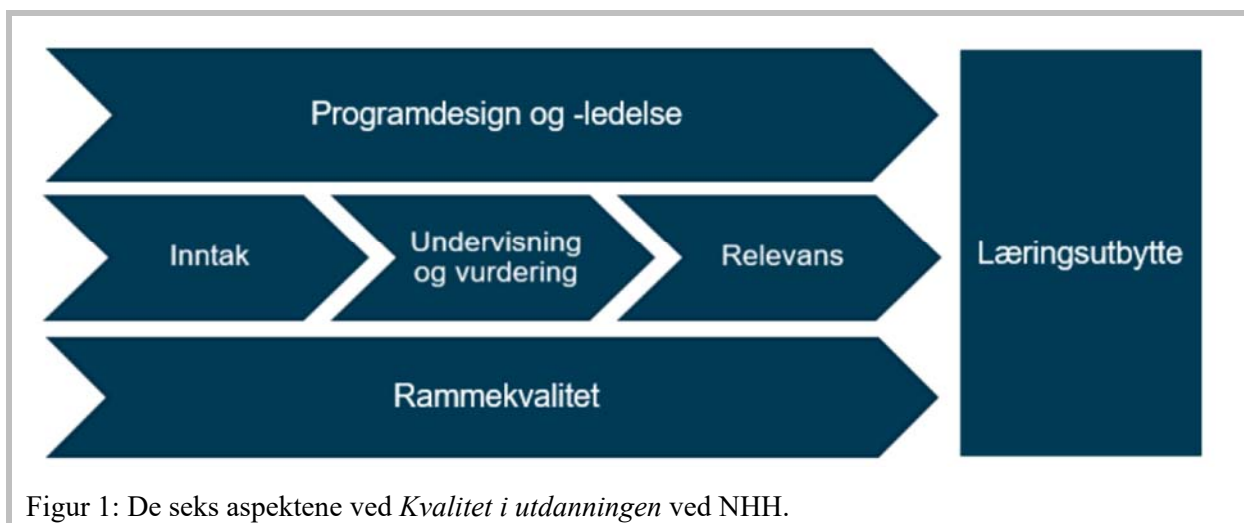 Programdesign og -ledelse
Inntak
Undervisning
og vurdering
Relevans
Læringsutbytte
Rammekvalitet
Figur 1: De seks aspektene ved Kvalitet i utdanningen ved NHH.